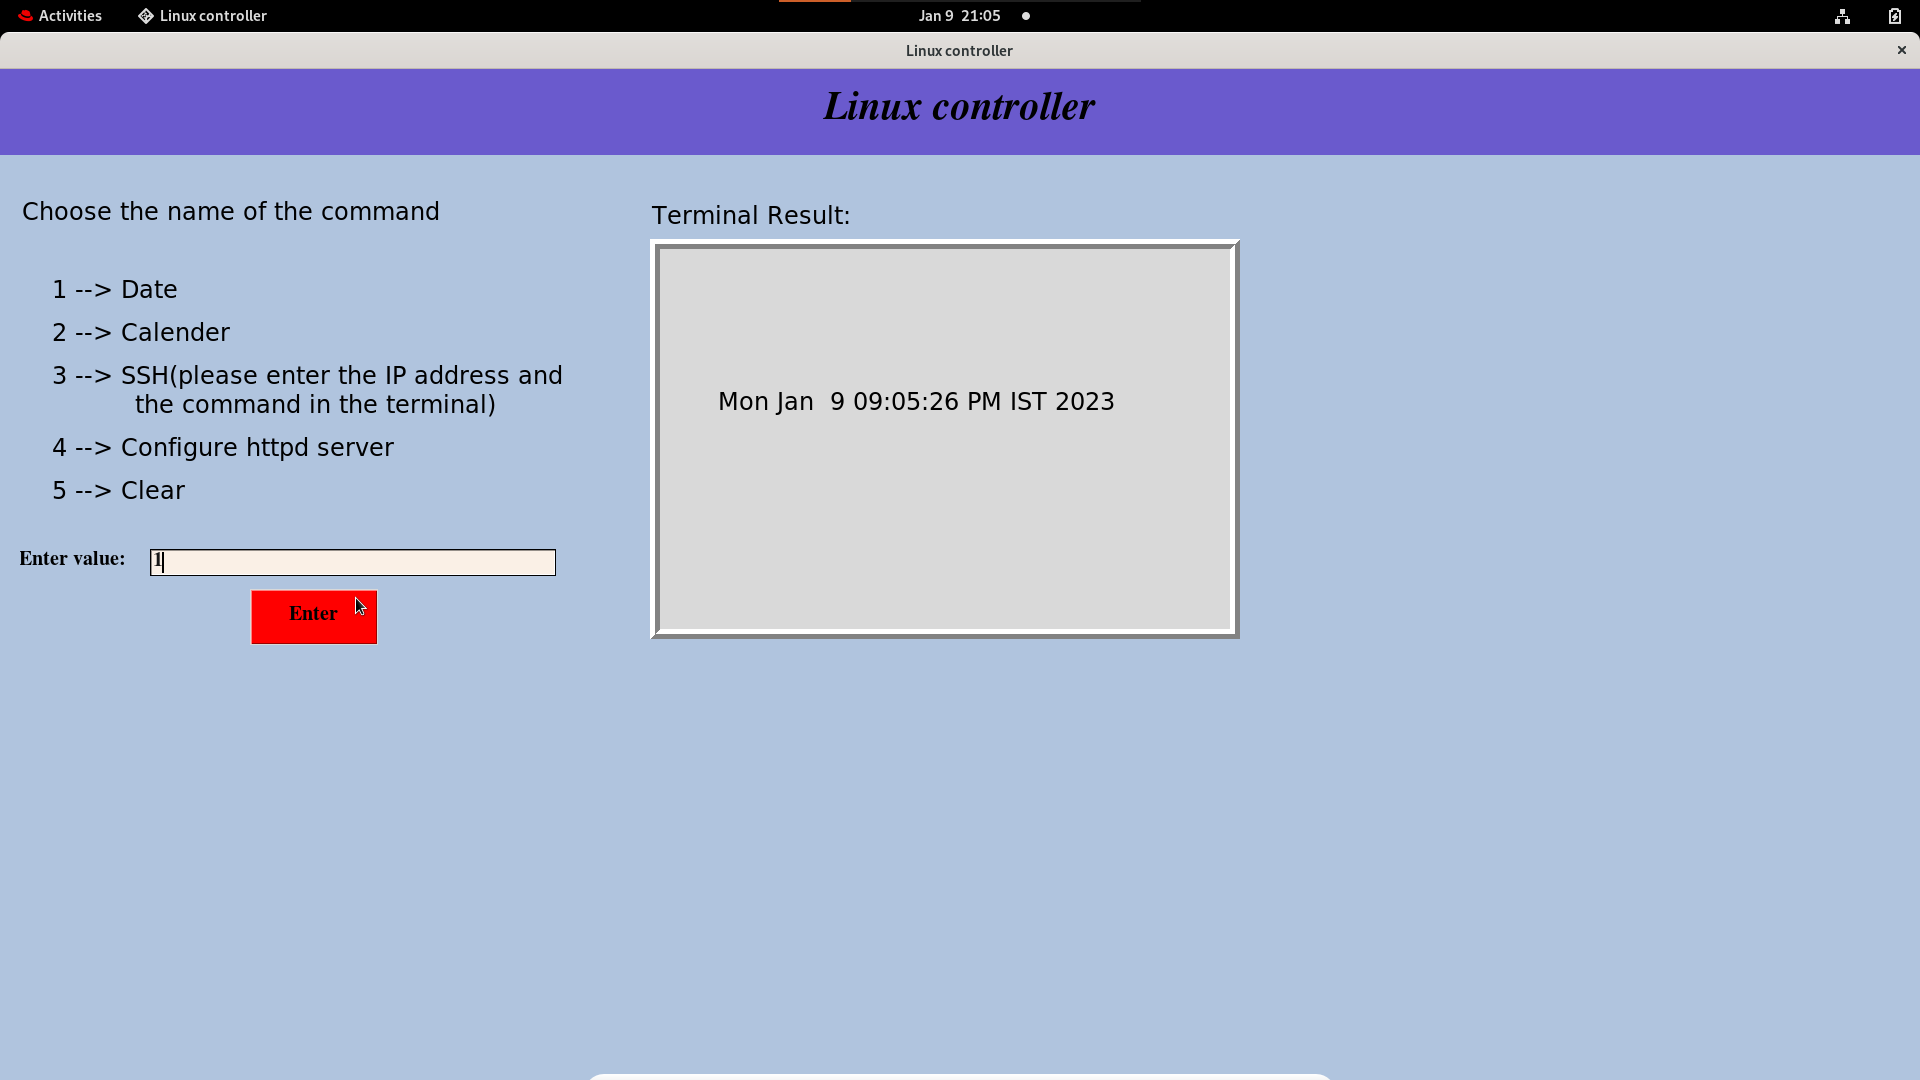 Activities
Linux controller
Jan 9 21:05
Linux controller
Linux controller
Choose the name of the command
1 --> Date
2 --> Calender
3 --> SSH(please enter the IP address and
the command in the terminal)
4 --> Configure httpd server
5 --> Clear
Enter value: 1
Enter
Terminal Result:
Mon Jan  9 09:05:26 PM IST 2023